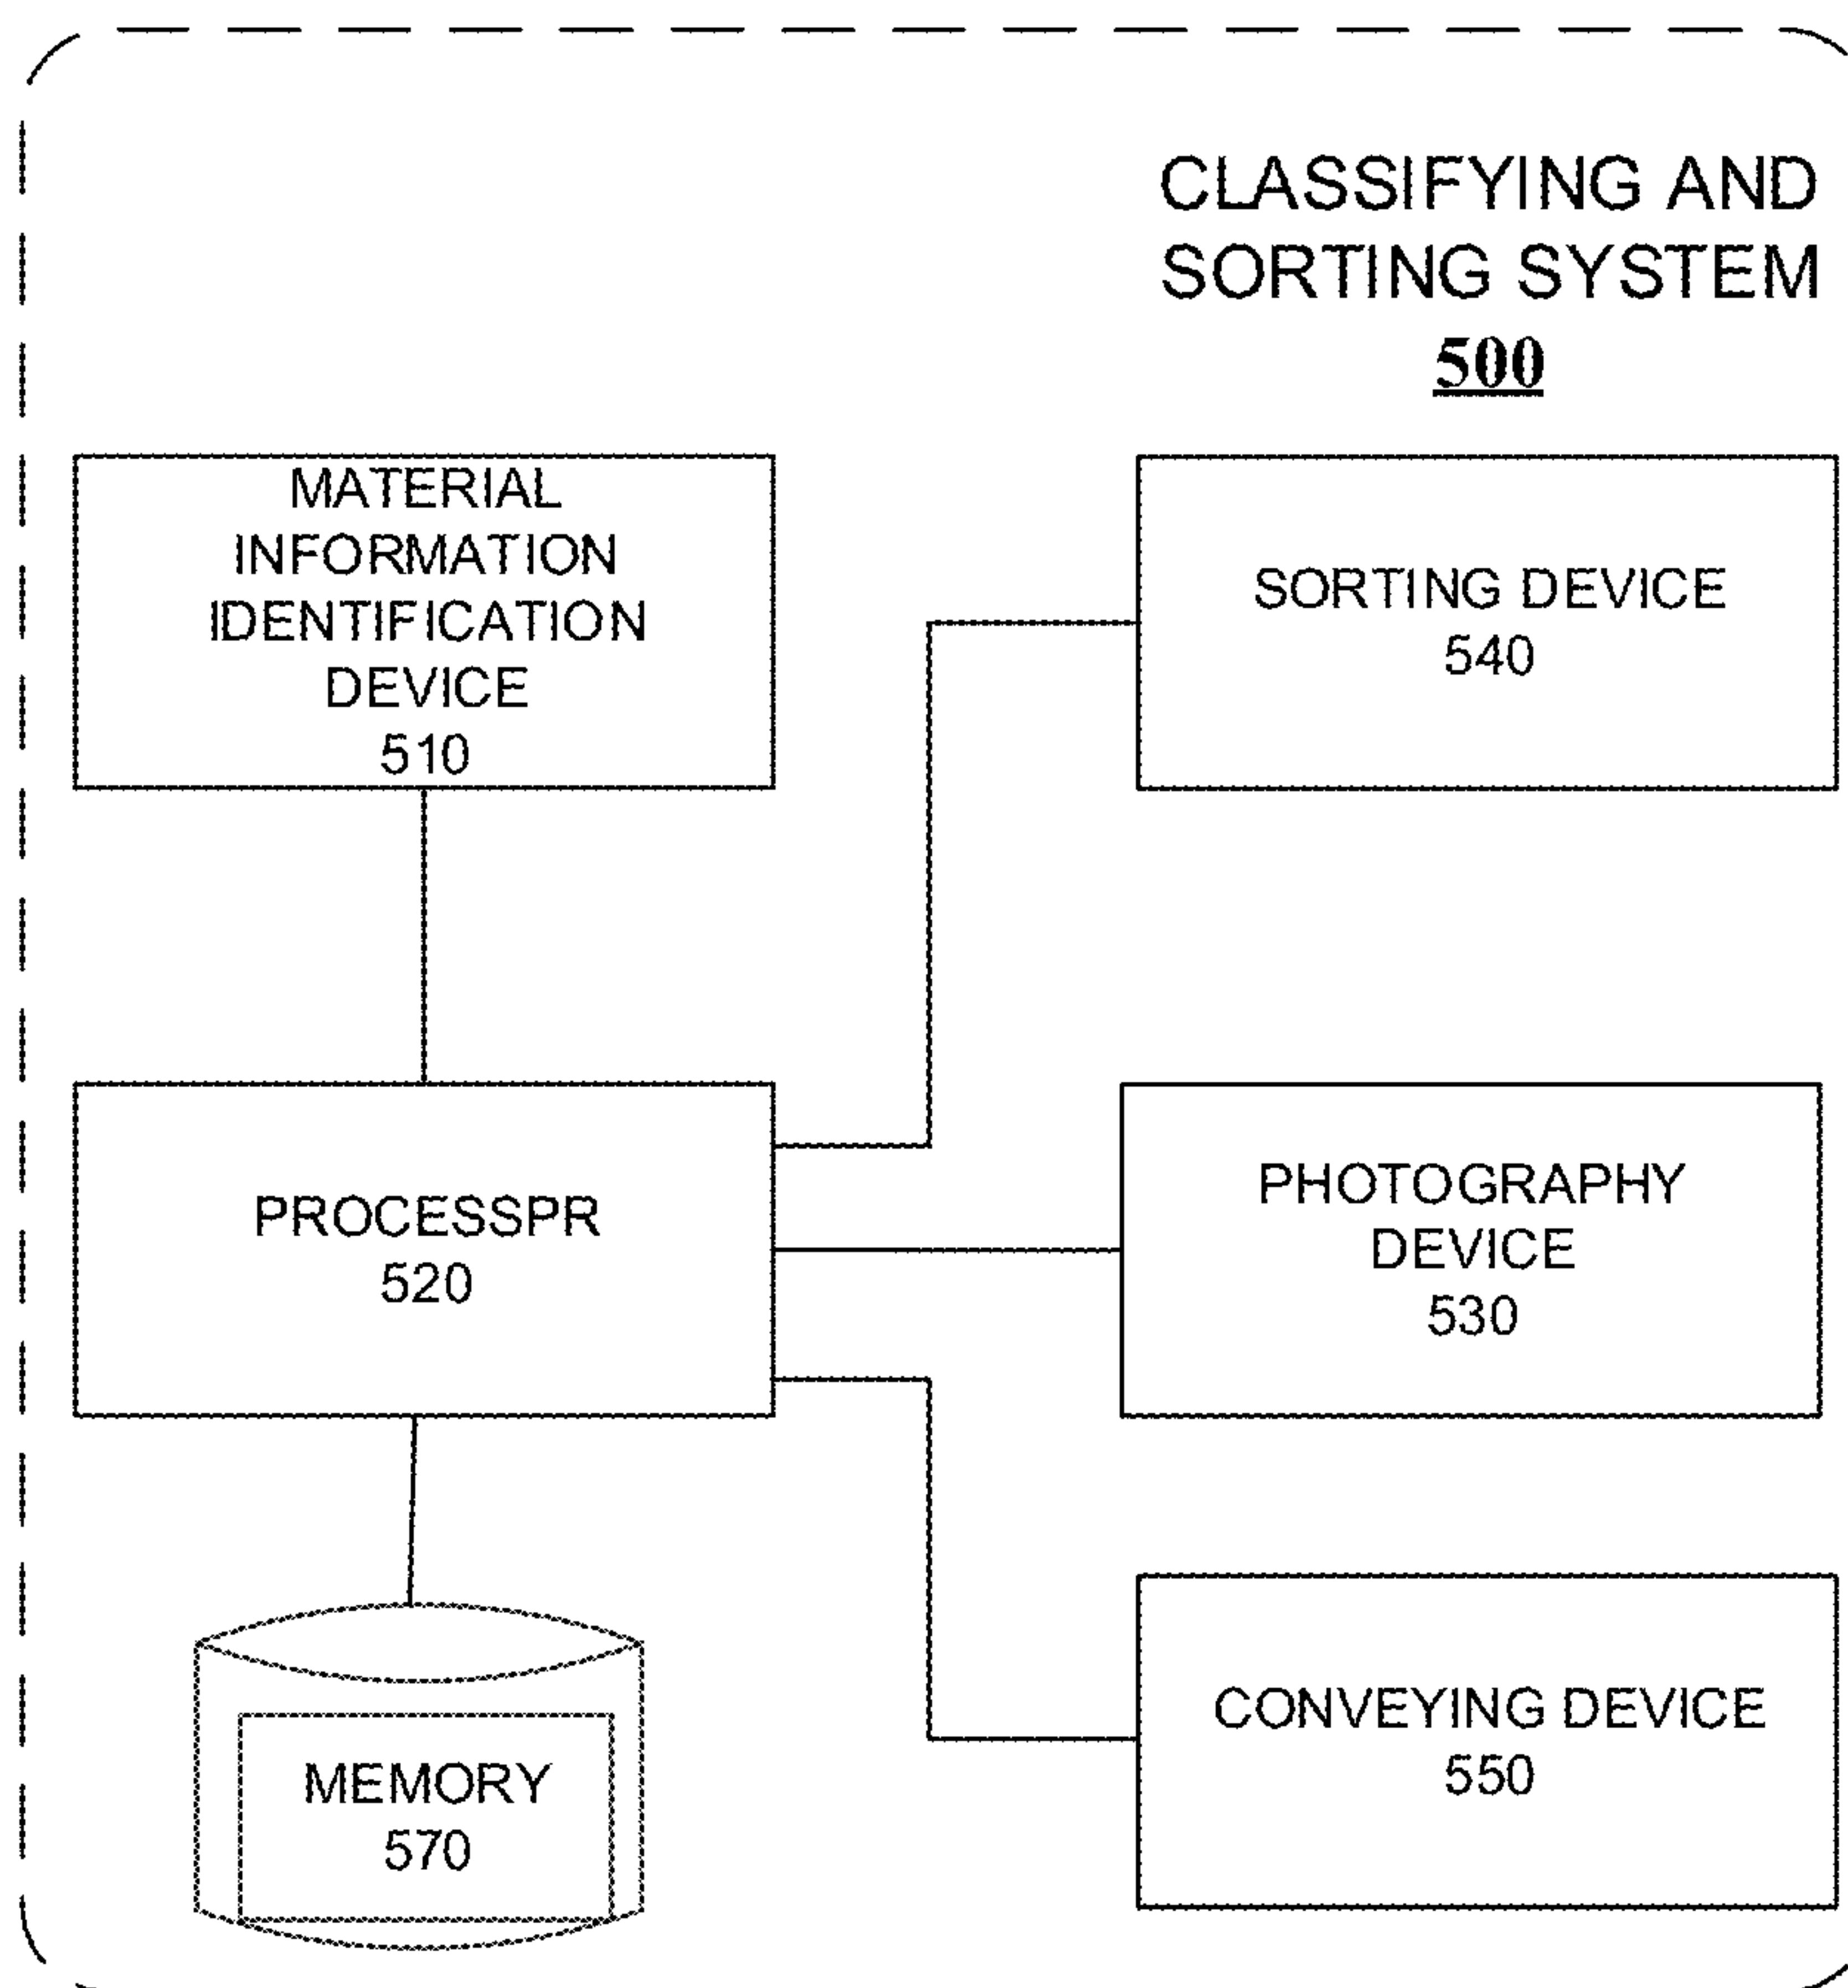 CLASSIFYING AND
SORTING SYSTEM
500
MATERIAL
INFORMATION
IDENTIFICATION
DEVICE
510
SORTING DEVICE
540
PROCESSPR
520
PHOTOGRAPHY
DEVICE
530
MEMORY
570
CONVEYING DEVICE
550